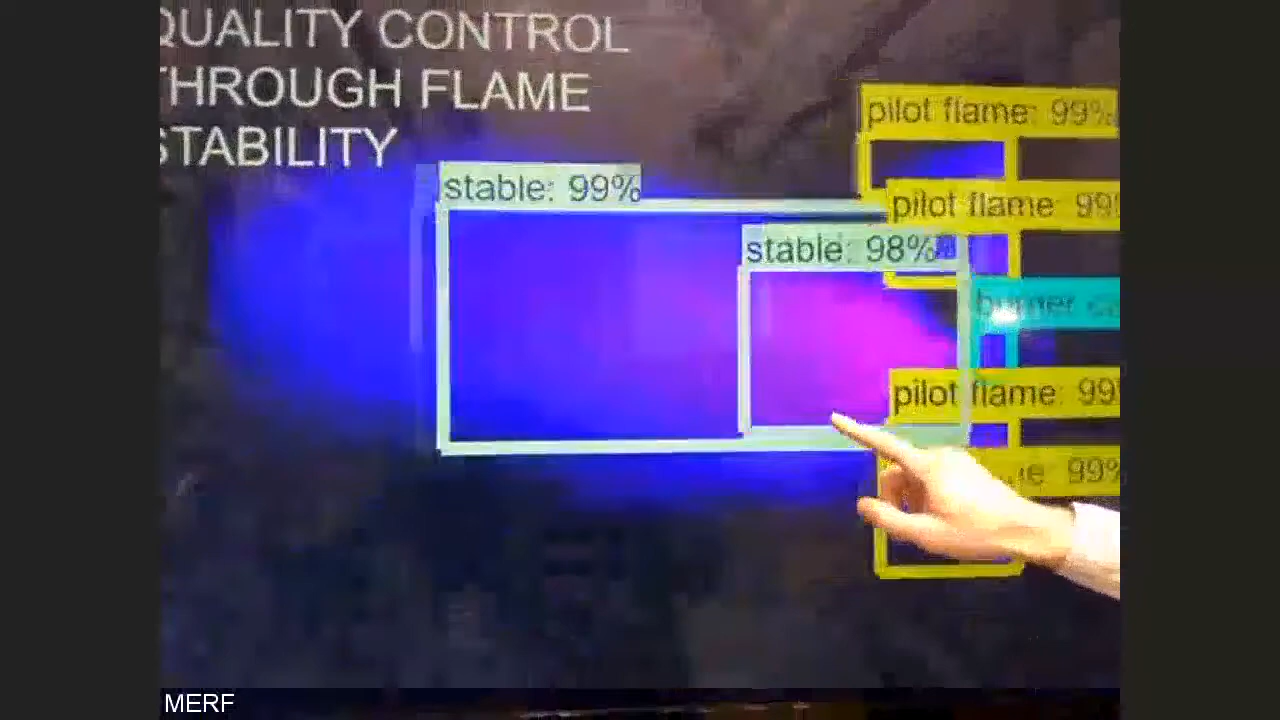 QUALITY CONTROL
THROUGH FLAME
STABILITY
pilot flame: 99%
stable: 99%
pilot flame: 99
stable: 98%
pilot flame: 99
99%
MERF